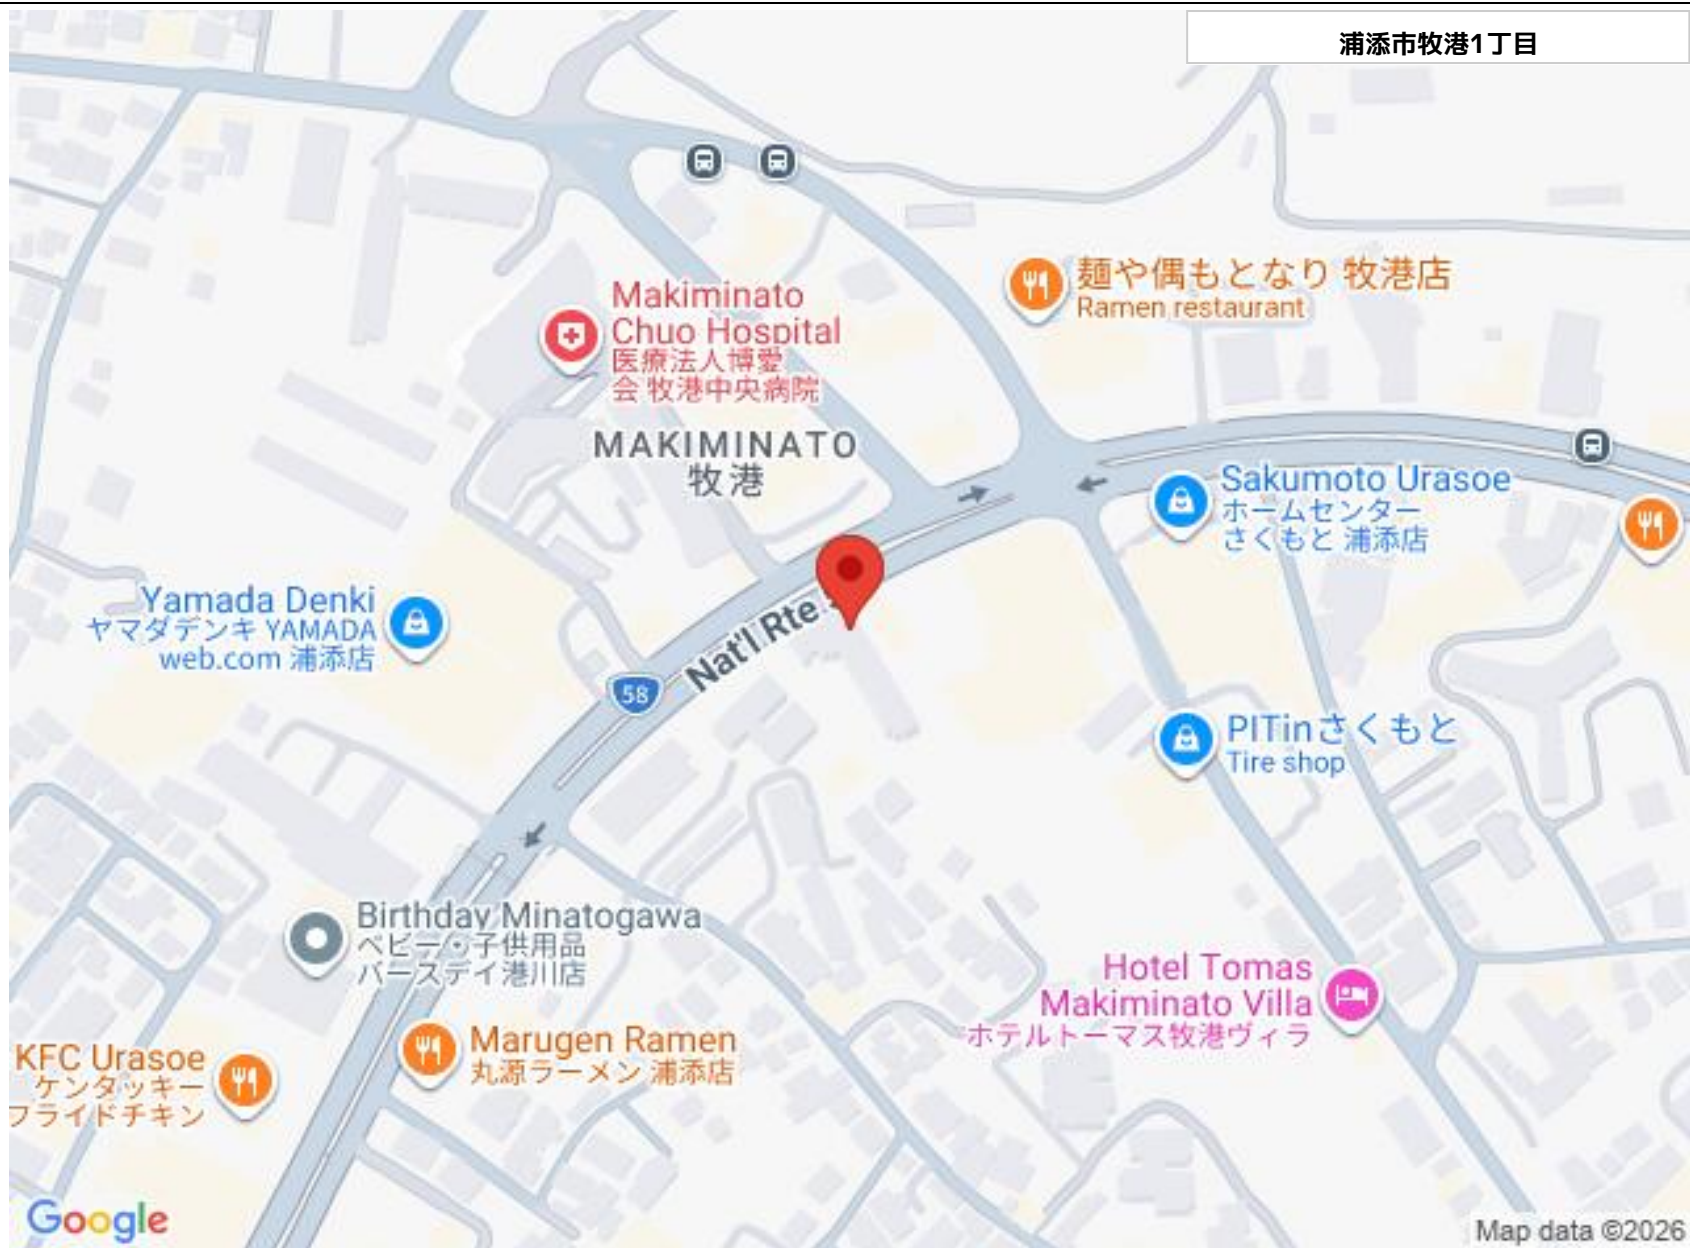 浦添市牧港1丁目
麺や偶もとなり 牧港店
Ramen restaurant
Makiminato
Chuo Hospital
医療法人博愛
会 牧港中央病院
MAKIMINATO
牧港
Sakumoto Urasoe
ホームセンター
さくもと 浦添店
Yamada Denki
ヤマダデンキ YAMADA
web.com 浦添店
Nat'l Rte
58
PITinさくもと
Tire shop
Birthday Minatogawa
ベビー・子供用品
バースデイ港川店
Hotel Tomas
Makiminato Villa
ホテルトーマス牧港ヴィラ
Marugen Ramen
丸源ラーメン 浦添店
KFC Urasoe
ケンタッキー
フライドチキン
Google
Map data ©2026